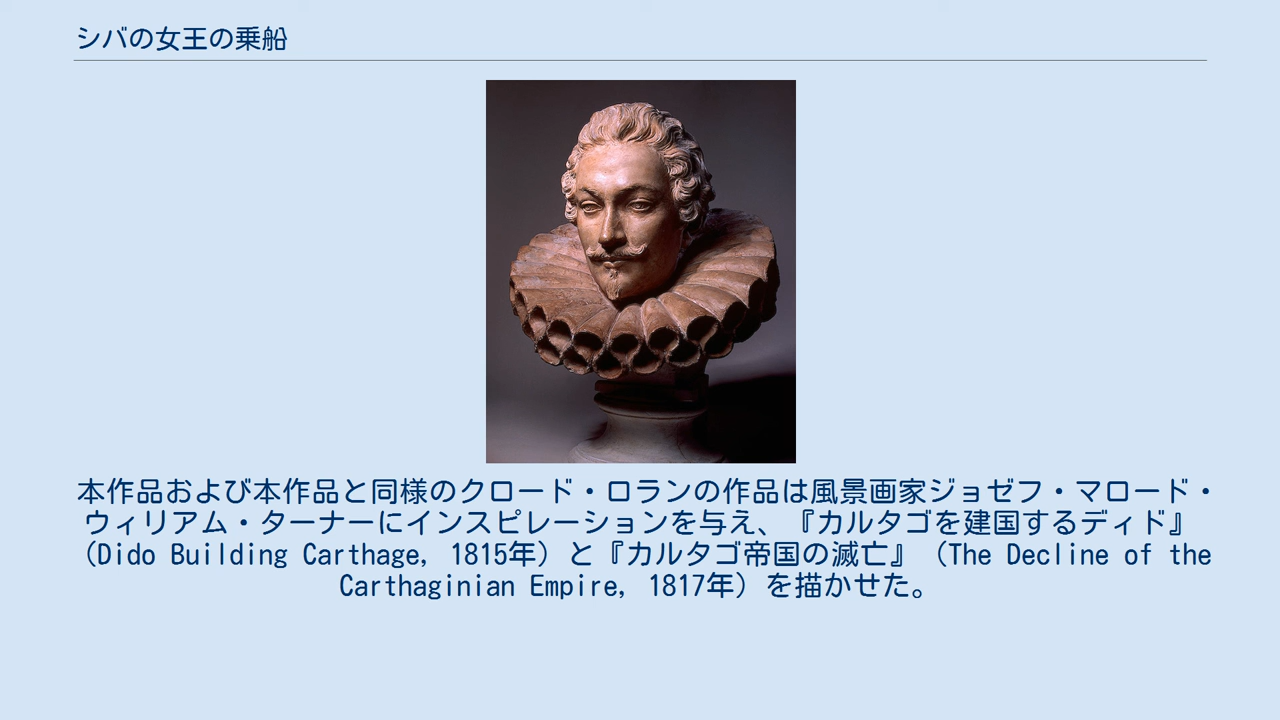 シバの女王の乗船
本作品および本作品と同様のクロード・ロランの作品は風景画家ジョゼフ・マロード・
ウィリアム・ターナーにインスピレーションを与え、『カルタゴを建国するディド』
（Dido Building Carthage, 1815年）と『カルタゴ帝国の滅亡』（The Decline of the
Carthaginian Empire, 1817年）を描かせた。